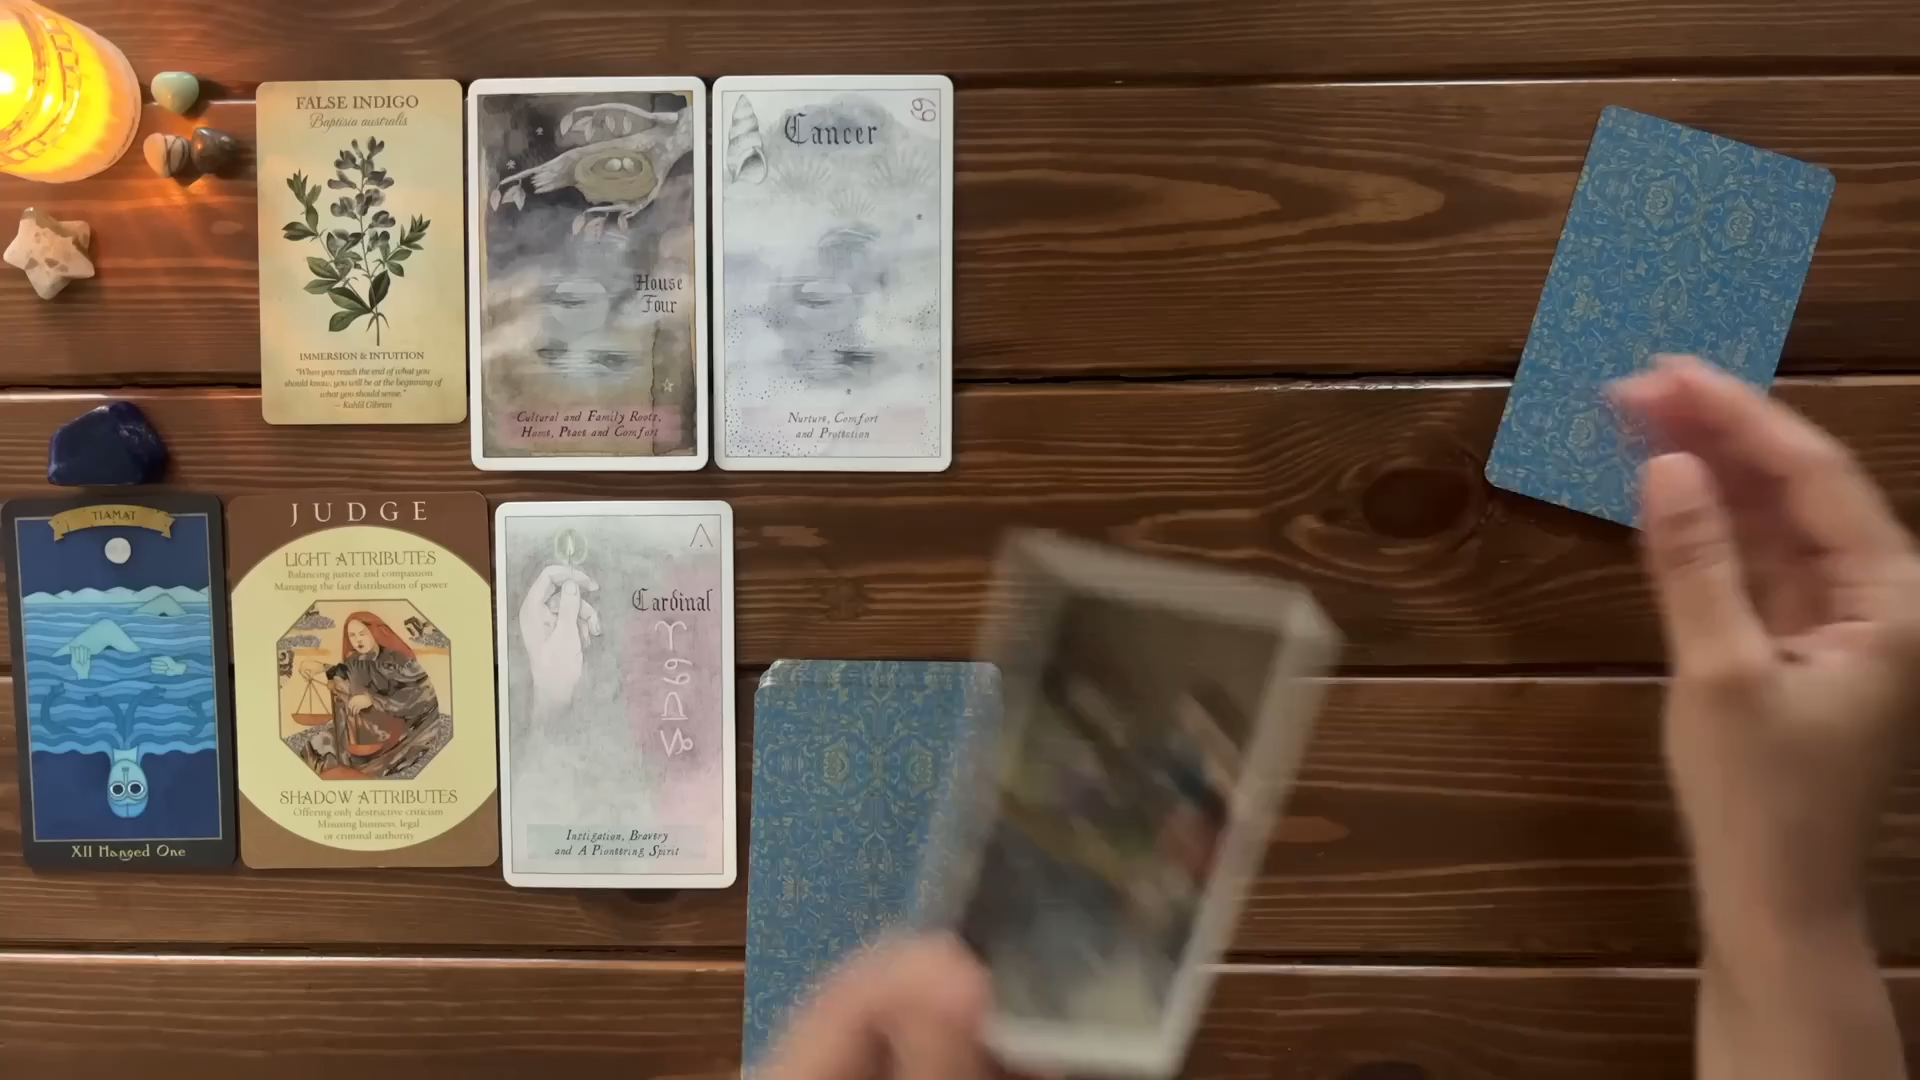 FALSE INDIGO
Baptisia australis
IMMERSION & INTUITION
"When you reach the end of what you
should know, you will be at the beginning of
what you should sense."
— Kahlil Gibran
House
Four
Cultural and Family Roots,
Home, Peace and Comfort
Cancer
♋
Nurture, Comfort
and Protection
TIAMAT
XII Hanged One
JUDGE
LIGHT ATTRIBUTES
Balancing justice and compassion
Managing the fair distribution of power
SHADOW ATTRIBUTES
Offering only destructive criticism
Misusing business, legal
or criminal authority
Cardinal
♈
♋
♎
♑
Instigation, Bravery
and A Pioneering Spirit